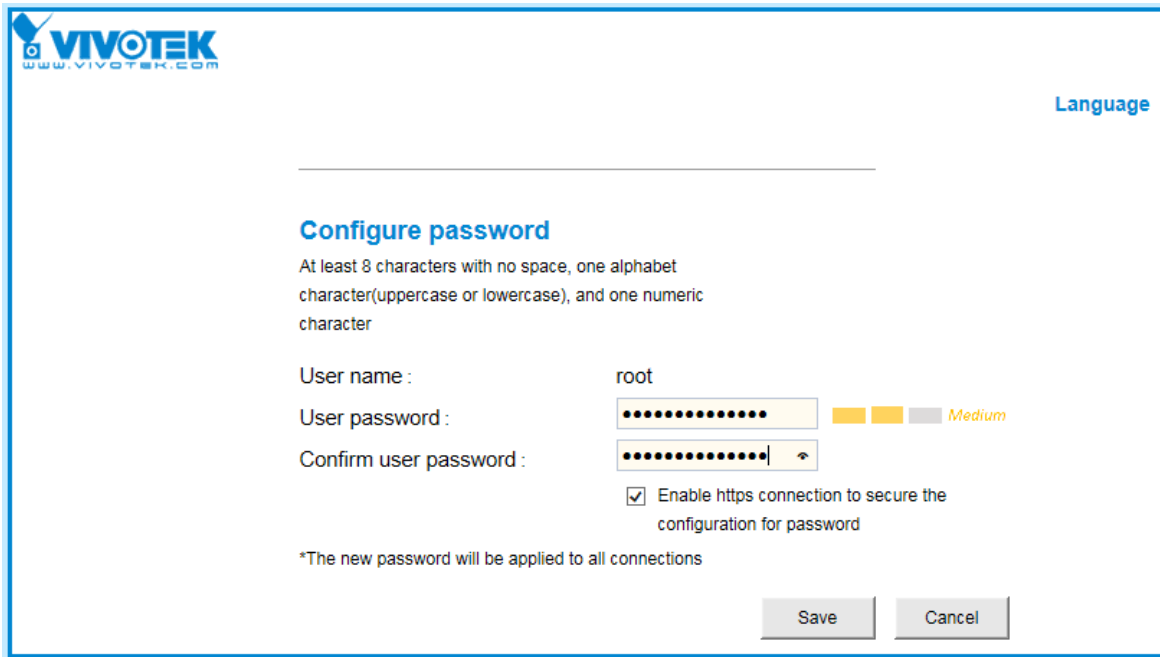 VIVOTEK
www.vivotek.com
Language
Configure password
At least 8 characters with no space, one alphabet
character(uppercase or lowercase), and one numeric
character
User name : root
User password : •••••••••••••• Medium
Confirm user password : ••••••••••••••
Enable https connection to secure the
configuration for password
*The new password will be applied to all connections
Save Cancel